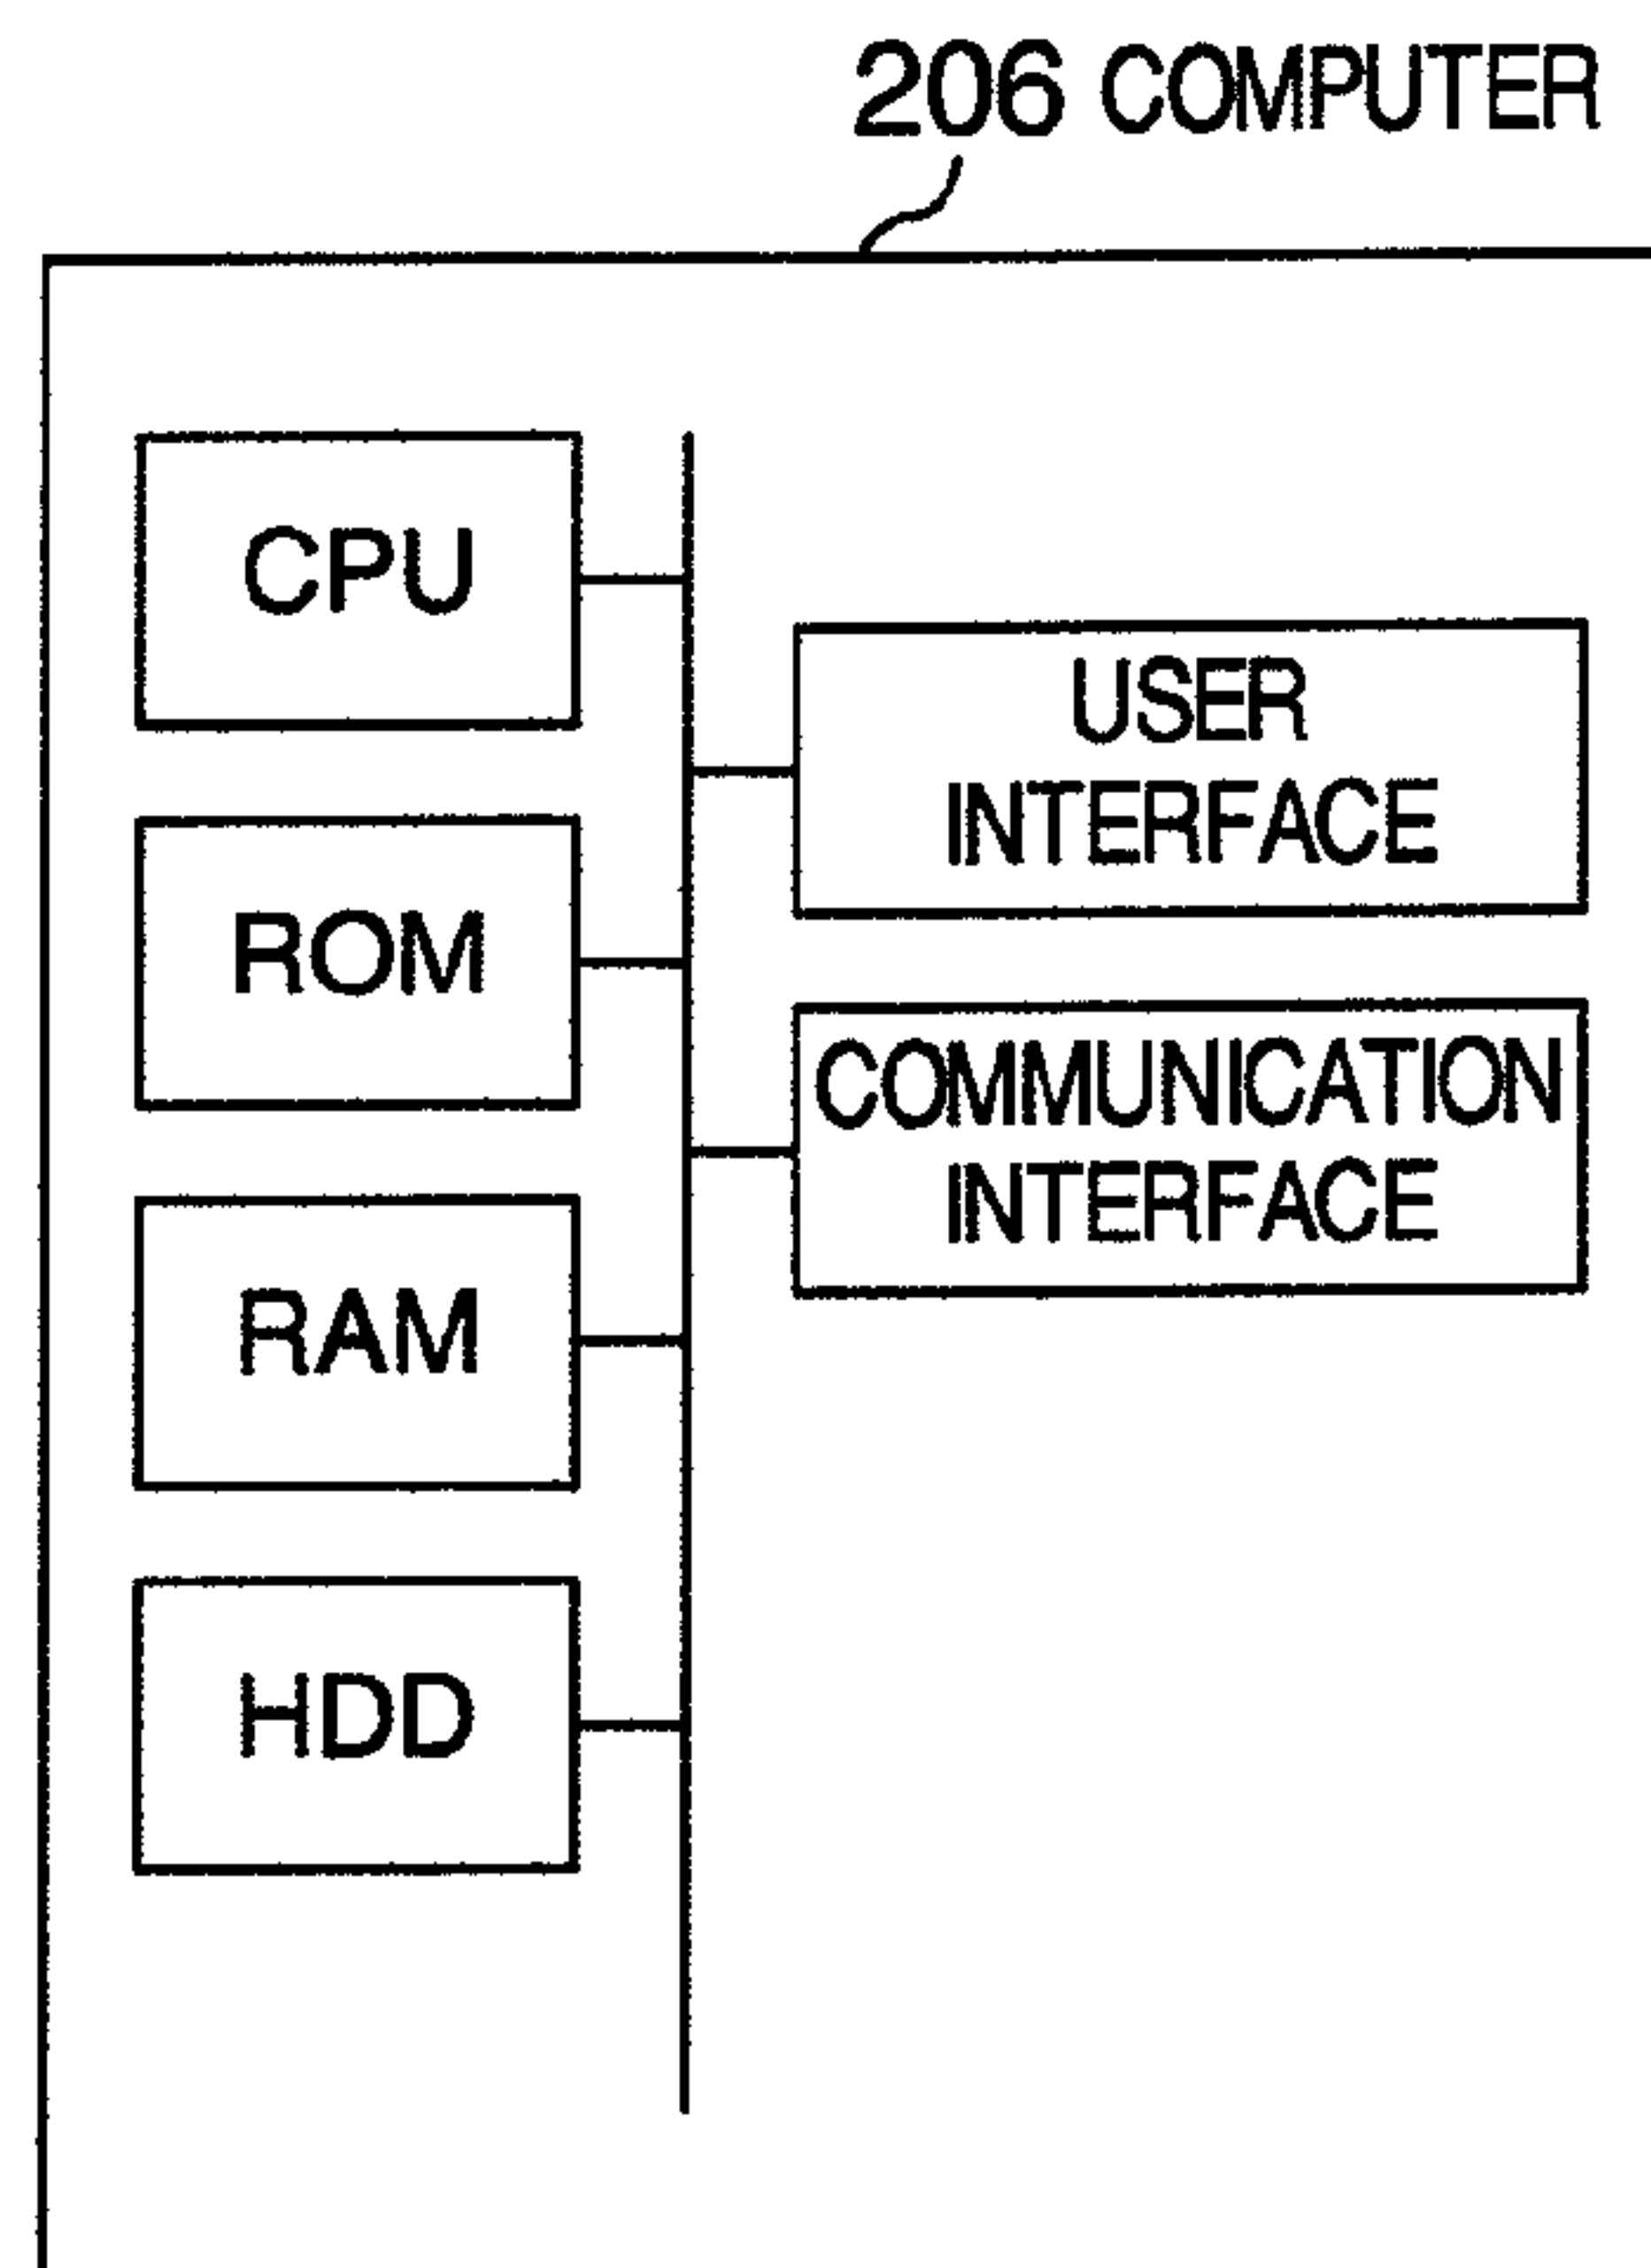 206 COMPUTER
CPU
USER
INTERFACE
ROM
COMMUNICATION
INTERFACE
RAM
HDD